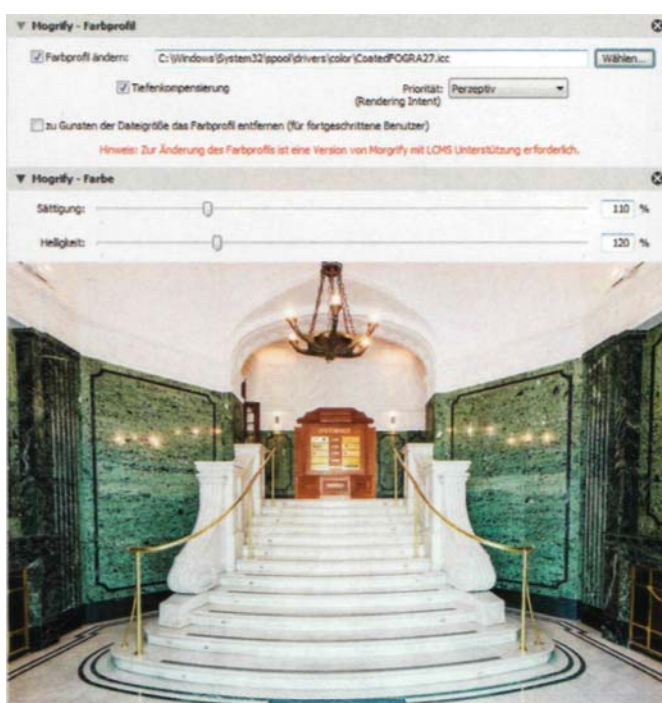 Mogrify - Farbprofil
Farbprofil ändern: C:\Windows\System32\spool\drivers\color\CoatedFOGRA27.icc Wählen...
Tiefenkompensierung Priorität: Perzeptiv
(Rendering Intent)
zu Gunsten der Dateigröße das Farbprofil entfernen (für fortgeschrittene Benutzer)
Hinweis: Zur Änderung des Farbprofils ist eine Version von Morgrify mit LCMS Unterstützung erforderlich.
Mogrify - Farbe
Sättigung: 110 %
Helligkeit: 120 %